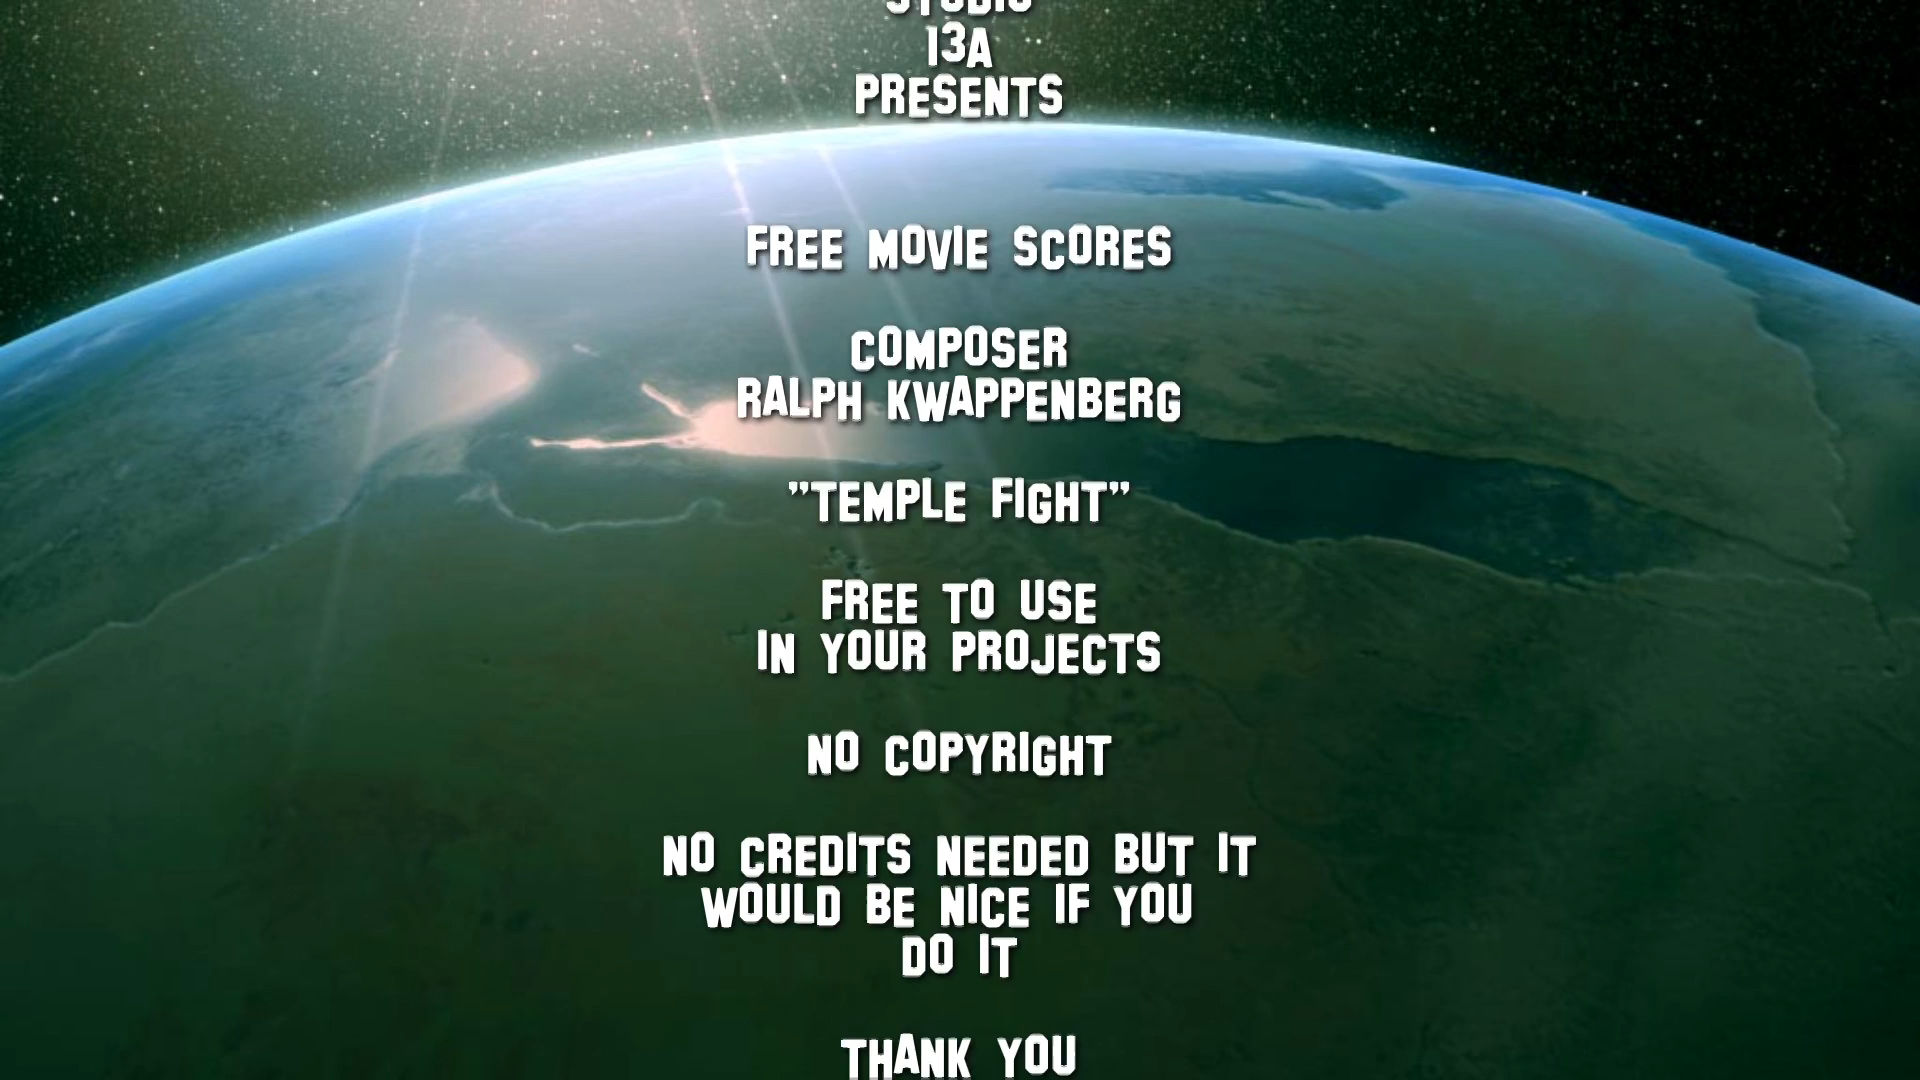 STUDIO
13A
PRESENTS
FREE MOVIE SCORES
COMPOSER
RALPH KWAPPENBERG
"TEMPLE FIGHT"
FREE TO USE
IN YOUR PROJECTS
NO COPYRIGHT
NO CREDITS NEEDED BUT IT
WOULD BE NICE IF YOU
DO IT
THANK YOU